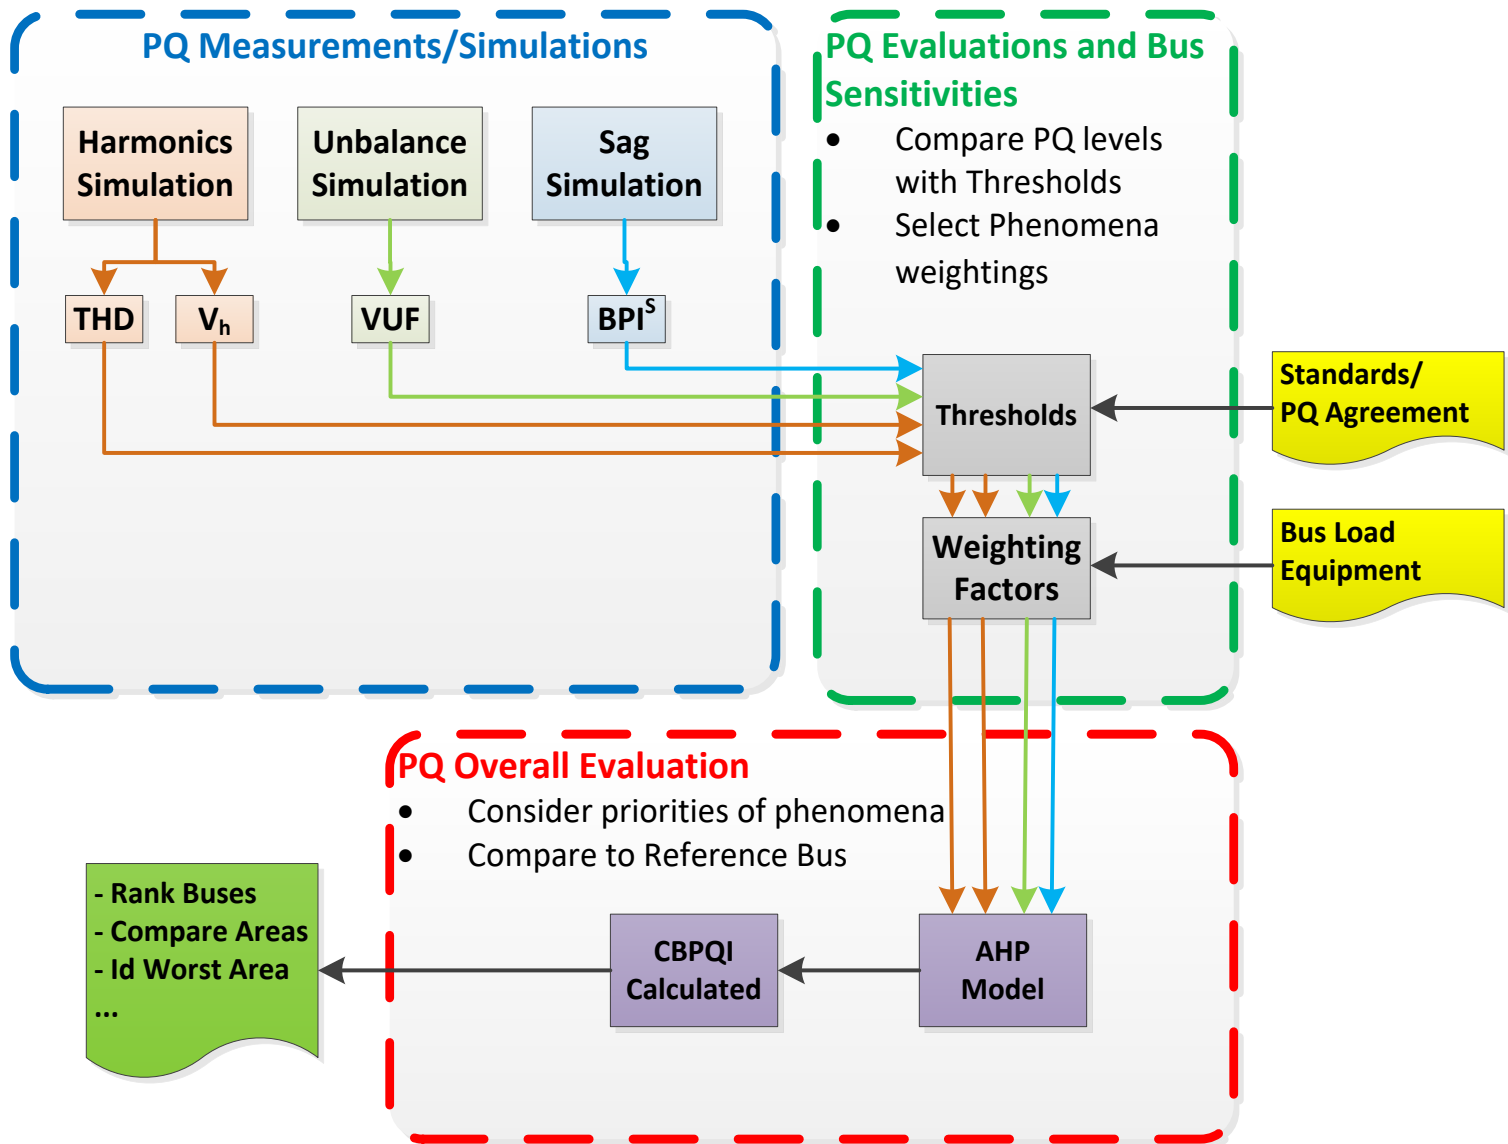 PQ Measurements/Simulations
Harmonics
Simulation
Unbalance
Simulation
Sag
Simulation
THD
Vh
VUF
BPIS
PQ Evaluations and Bus
Sensitivities
• Compare PQ levels
with Thresholds
• Select Phenomena
weightings
Thresholds
Weighting
Factors
Standards/
PQ Agreement
Bus Load
Equipment
PQ Overall Evaluation
• Consider priorities of phenomena
• Compare to Reference Bus
AHP
Model
CBPQI
Calculated
- Rank Buses
- Compare Areas
- Id Worst Area
...